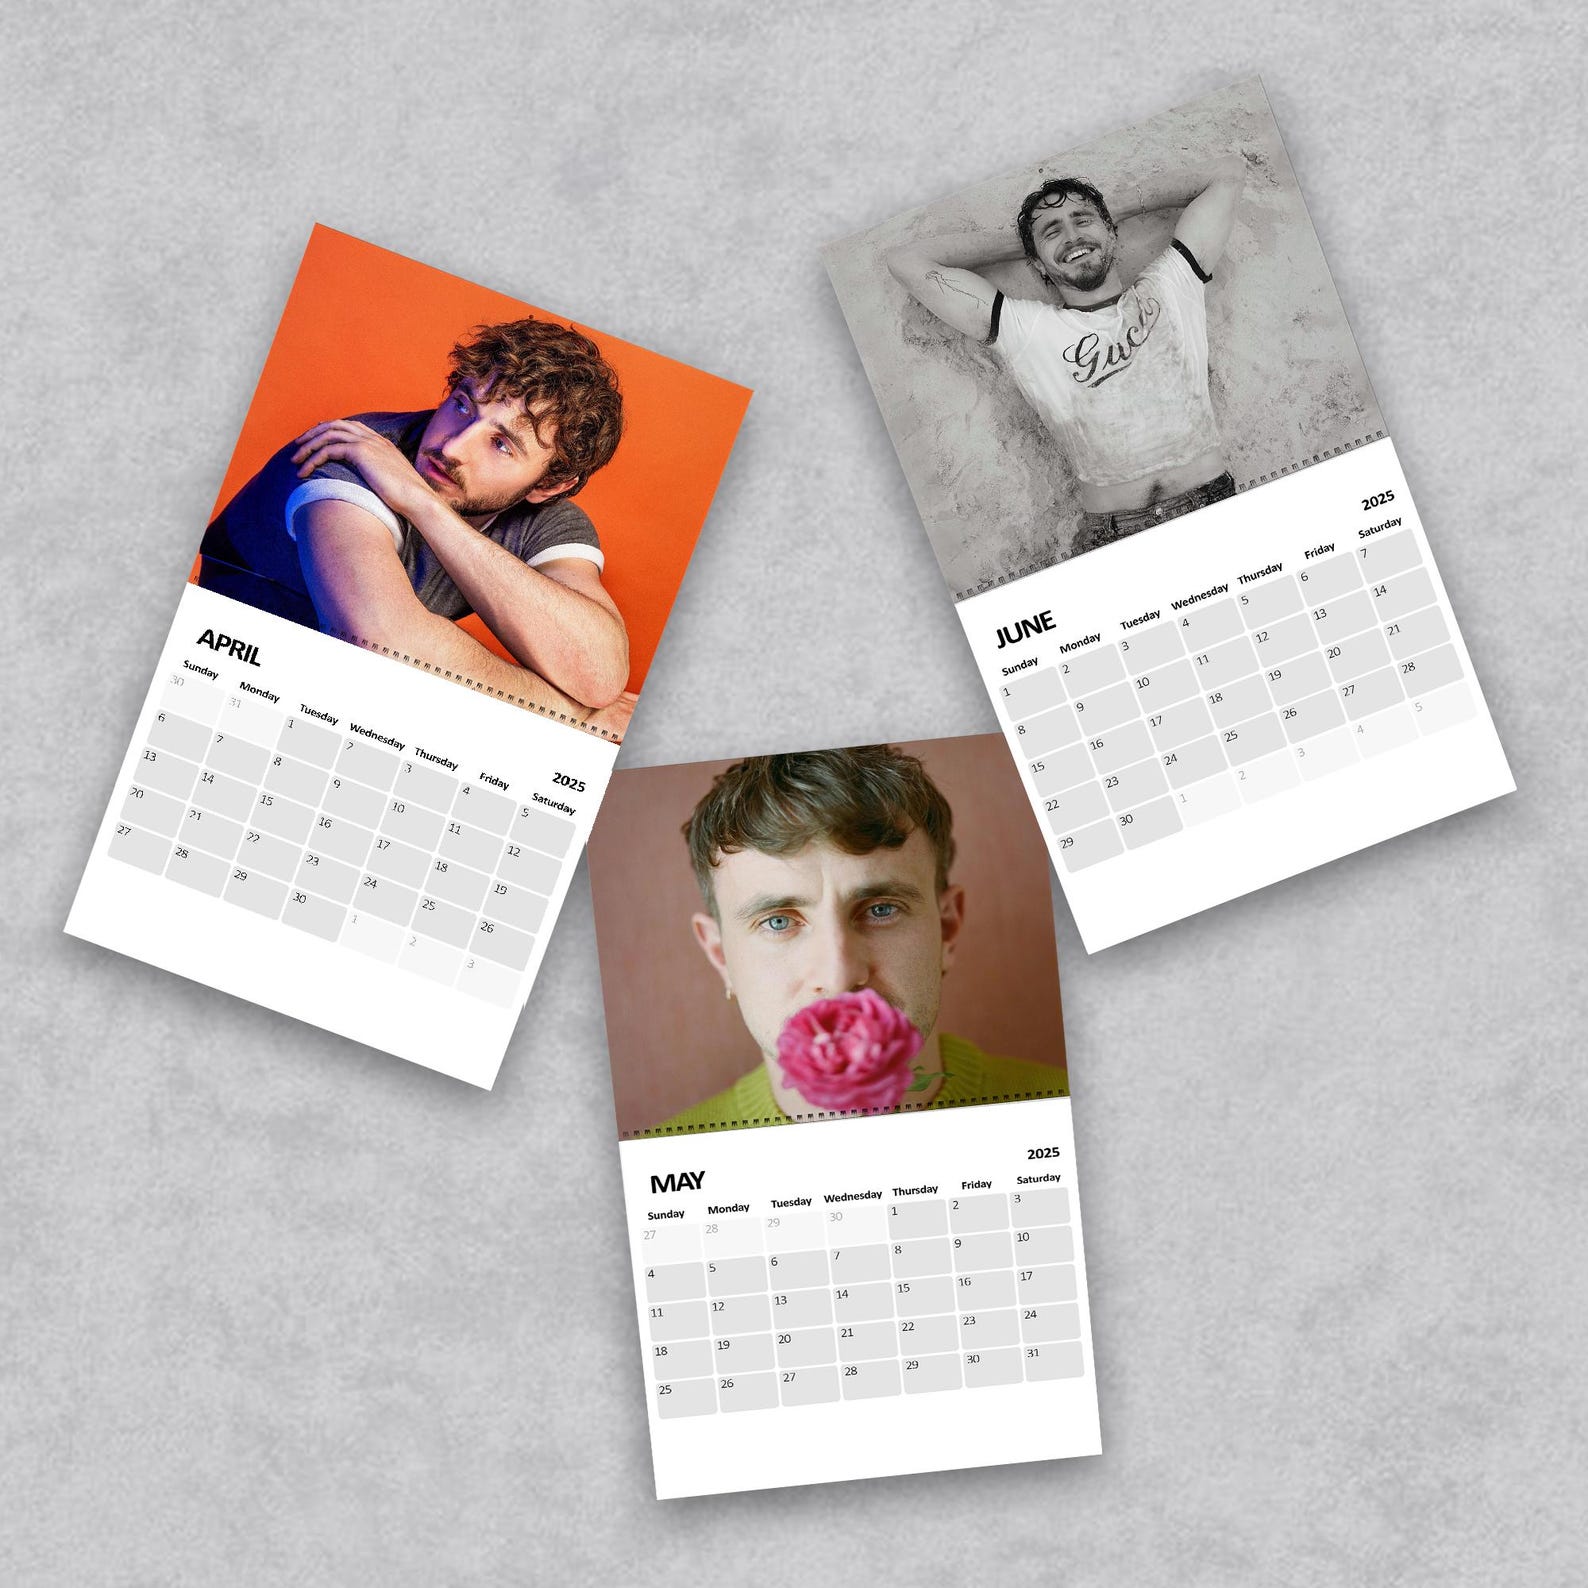 APRIL
2025
Sunday Monday Tuesday Wednesday Thursday Friday Saturday
30 31 1 2 3 4 5
6 7 8 9 10 11 12
13 14 15 16 17 18 19
20 21 22 23 24 25 26
27 28 29 30 1 2 3
Gucci
JUNE
2025
Sunday Monday Tuesday Wednesday Thursday Friday Saturday
1 2 3 4 5 6 7
8 9 10 11 12 13 14
15 16 17 18 19 20 21
22 23 24 25 26 27 28
29 30 1 2 3 4 5
MAY
2025
Sunday Monday Tuesday Wednesday Thursday Friday Saturday
27 28 29 30 1 2 3
4 5 6 7 8 9 10
11 12 13 14 15 16 17
18 19 20 21 22 23 24
25 26 27 28 29 30 31